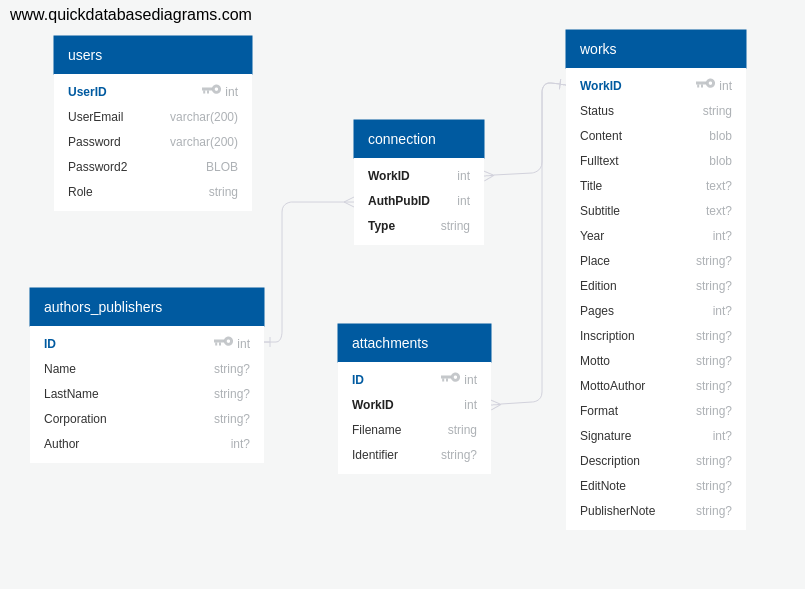 www.quickdatabasediagrams.com
users
UserID int
UserEmail varchar(200)
Password varchar(200)
Password2 BLOB
Role string
authors_publishers
ID int
Name string?
LastName string?
Corporation string?
Author int?
connection
WorkID int
AuthPubID int
Type string
attachments
ID int
WorkID int
Filename string
Identifier string?
works
WorkID int
Status string
Content blob
Fulltext blob
Title text?
Subtitle text?
Year int?
Place string?
Edition string?
Pages int?
Inscription string?
Motto string?
MottoAuthor string?
Format string?
Signature int?
Description string?
EditNote string?
PublisherNote string?